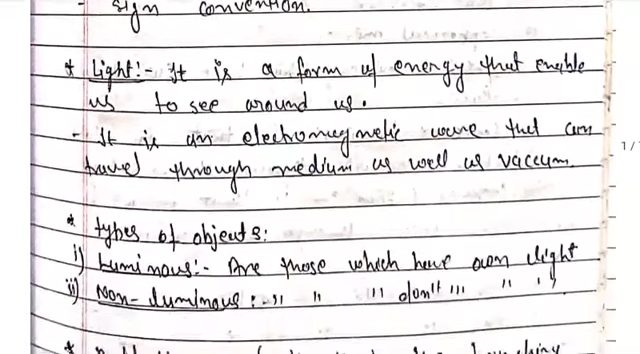 - sign convention.
* Light:- It is a form of energy that enable
us to see around us.
- It is an electromagnetic wave that can
travel through medium as well as vaccum.
* types of objects:
i) Luminous:- Are those which have own light
ii) Non-luminous:- " " " don't " " "
1/